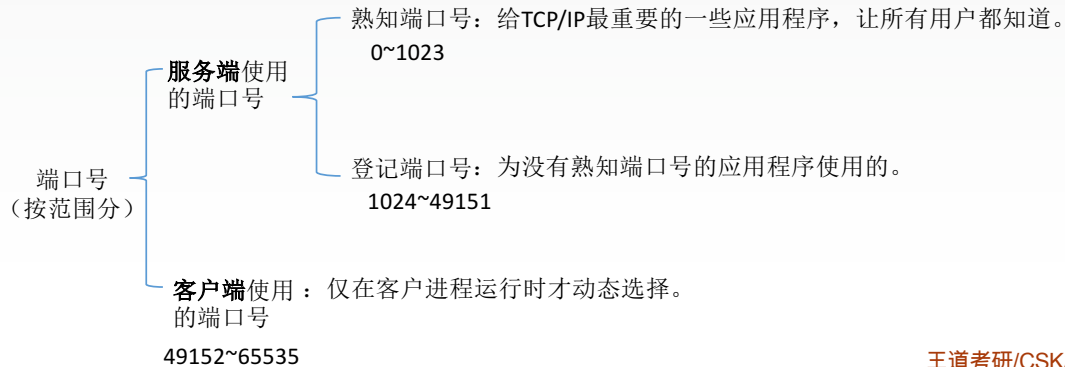 熟知端口号：给TCP/IP最重要的一些应用程序，让所有用户都知道。
0~1023
服务端使用
的端口号
登记端口号：为没有熟知端口号的应用程序使用的。
1024~49151
端口号
（按范围分）
客户端使用：仅在客户进程运行时才动态选择。
的端口号
49152~65535
王道考研/CSK